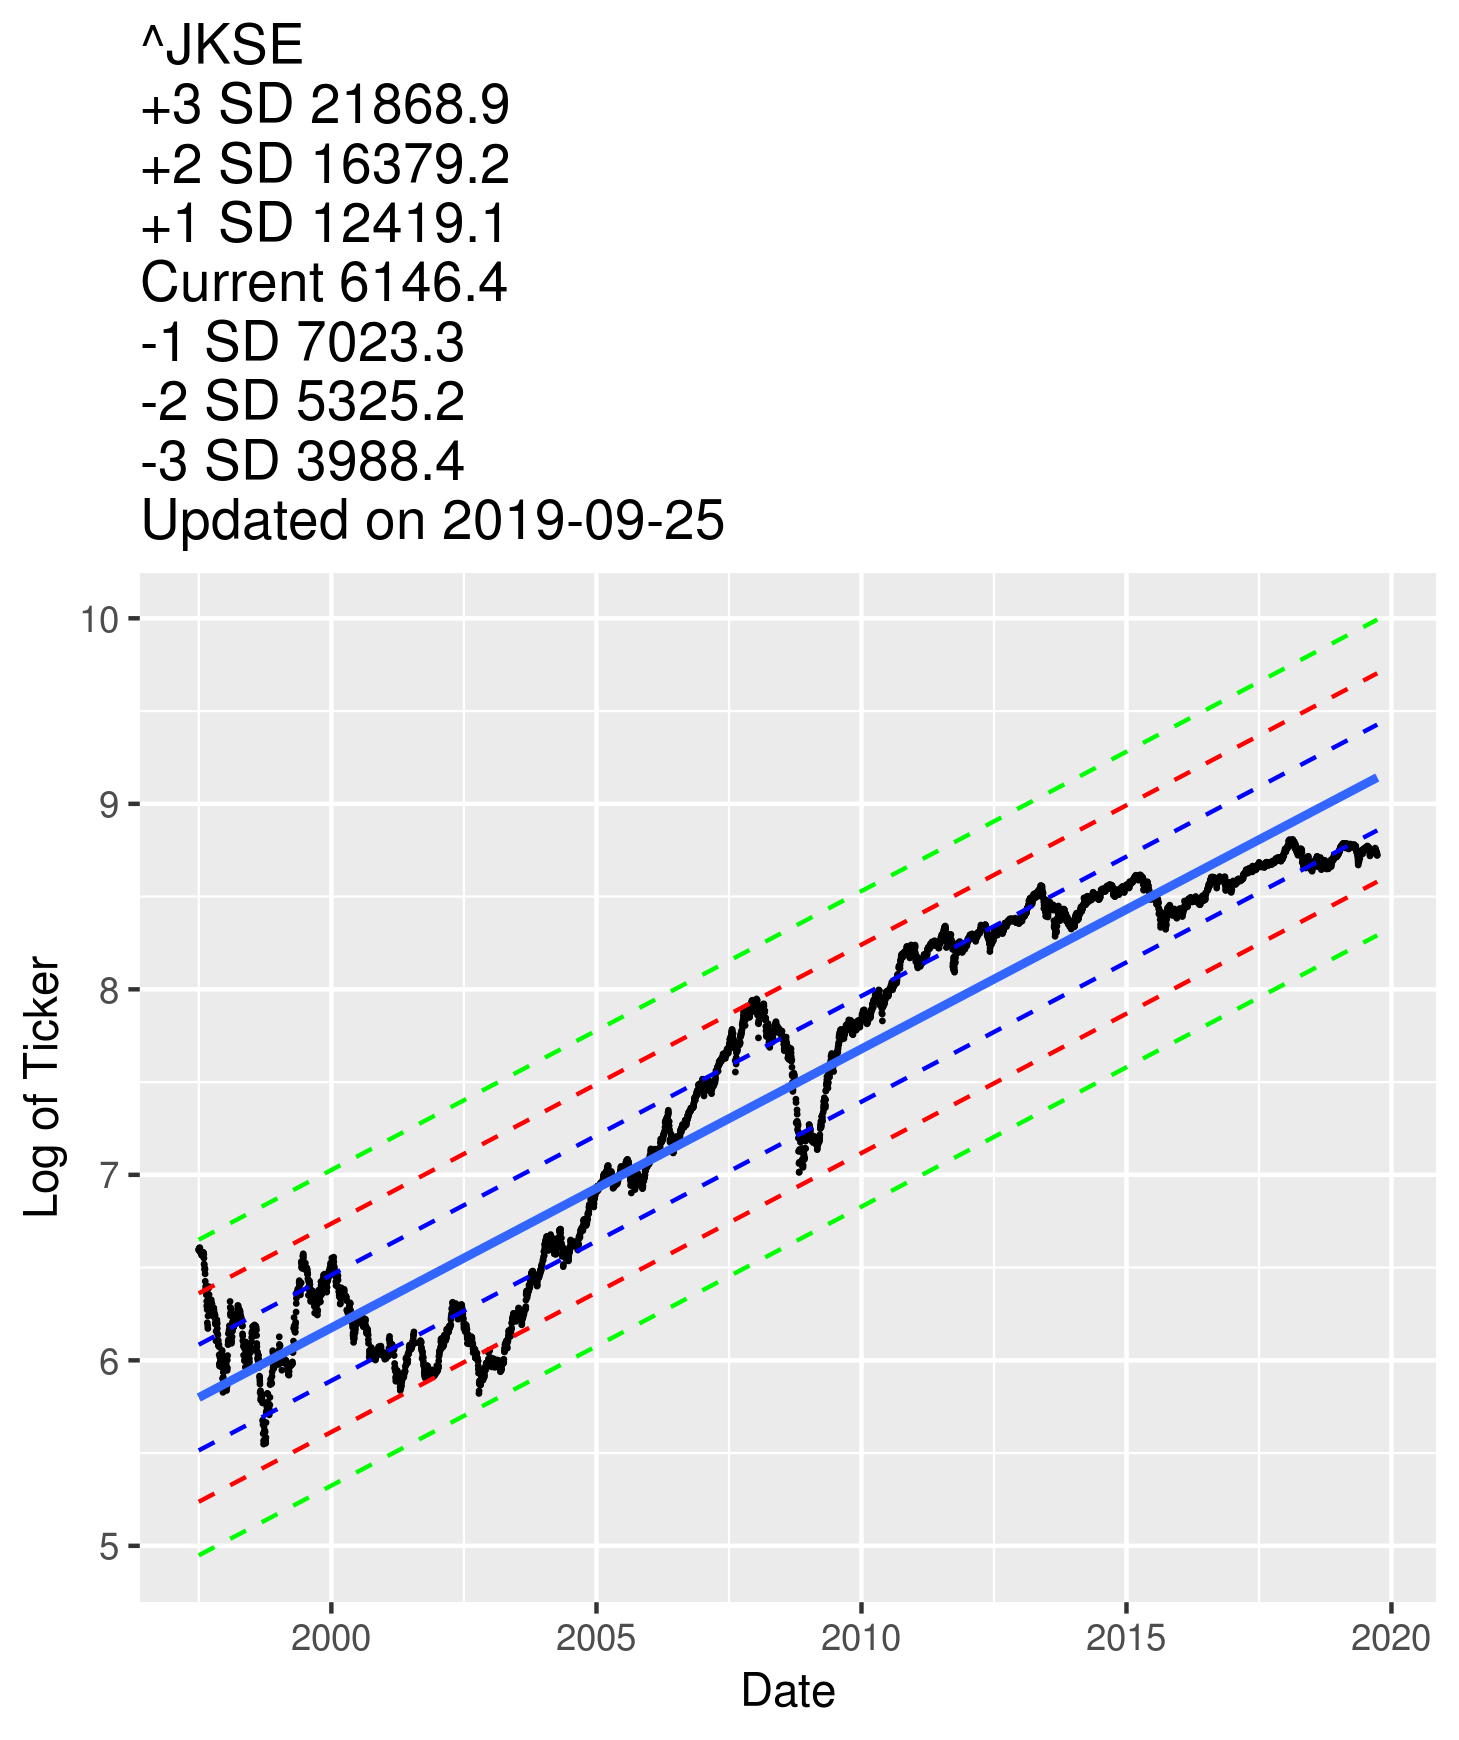 ^JKSE
+3 SD 21868.9
+2 SD 16379.2
+1 SD 12419.1
Current 6146.4
-1 SD 7023.3
-2 SD 5325.2
-3 SD 3988.4
Updated on 2019-09-25
10
9
8
7
6
5
Log of Ticker
2000 2005 2010 2015 2020
Date